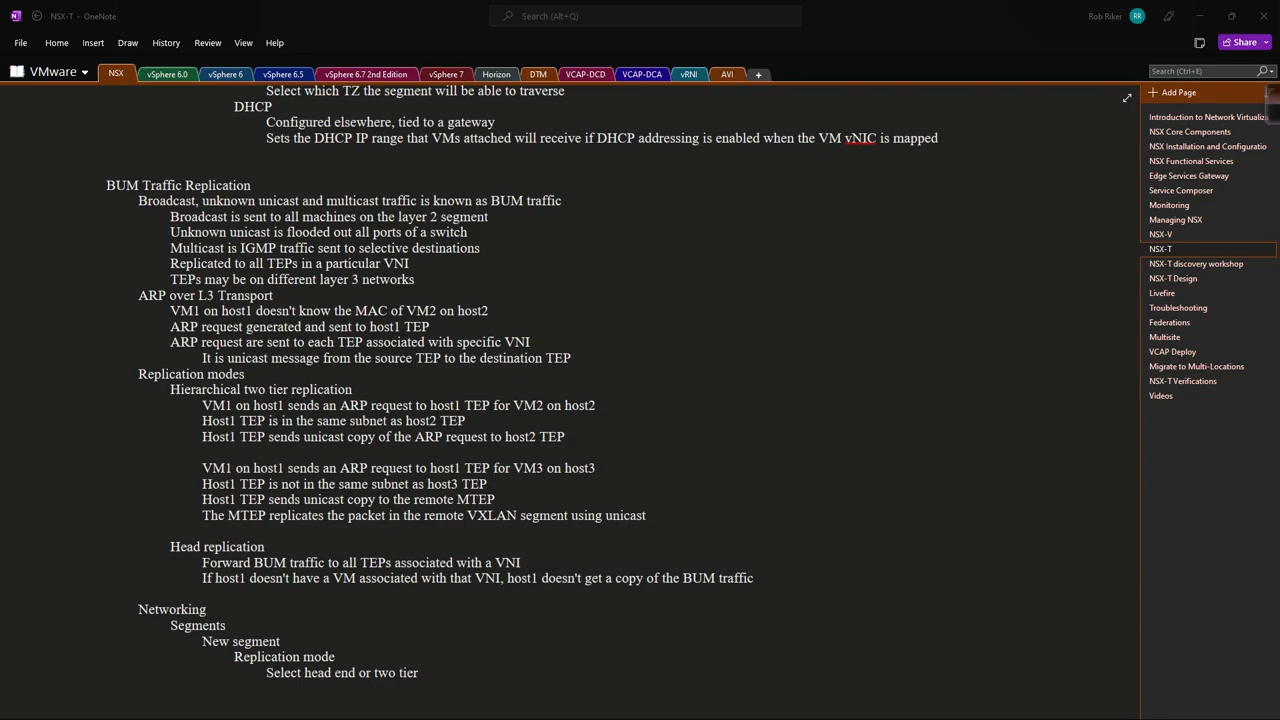 NSX-T - OneNote
Search (Alt+Q)
Rob Riker
RR
File Home Insert Draw History Review View Help
Share
VMware
NSX vSphere 6.0 vSphere 6 vSphere 6.5 vSphere 6.7 2nd Edition vSphere 7 Horizon DTM VCAP-DCD VCAP-DCA vRNI AVI +
Search (Ctrl+E)
Select which TZ the segment will be able to traverse
DHCP
Configured elsewhere, tied to a gateway
Sets the DHCP IP range that VMs attached will receive if DHCP addressing is enabled when the VM vNIC is mapped
BUM Traffic Replication
Broadcast, unknown unicast and multicast traffic is known as BUM traffic
Broadcast is sent to all machines on the layer 2 segment
Unknown unicast is flooded out all ports of a switch
Multicast is IGMP traffic sent to selective destinations
Replicated to all TEPs in a particular VNI
TEPs may be on different layer 3 networks
ARP over L3 Transport
VM1 on host1 doesn't know the MAC of VM2 on host2
ARP request generated and sent to host1 TEP
ARP request are sent to each TEP associated with specific VNI
It is unicast message from the source TEP to the destination TEP
Replication modes
Hierarchical two tier replication
VM1 on host1 sends an ARP request to host1 TEP for VM2 on host2
Host1 TEP is in the same subnet as host2 TEP
Host1 TEP sends unicast copy of the ARP request to host2 TEP
VM1 on host1 sends an ARP request to host1 TEP for VM3 on host3
Host1 TEP is not in the same subnet as host3 TEP
Host1 TEP sends unicast copy to the remote MTEP
The MTEP replicates the packet in the remote VXLAN segment using unicast
Head replication
Forward BUM traffic to all TEPs associated with a VNI
If host1 doesn't have a VM associated with that VNI, host1 doesn't get a copy of the BUM traffic
Networking
Segments
New segment
Replication mode
Select head end or two tier
Add Page
Introduction to Network Virtualiza
NSX Core Components
NSX Installation and Configuratio
NSX Functional Services
Edge Services Gateway
Service Composer
Monitoring
Managing NSX
NSX-V
NSX-T
NSX-T discovery workshop
NSX-T Design
Livefire
Troubleshooting
Federations
Multisite
VCAP Deploy
Migrate to Multi-Locations
NSX-T Verifications
Videos